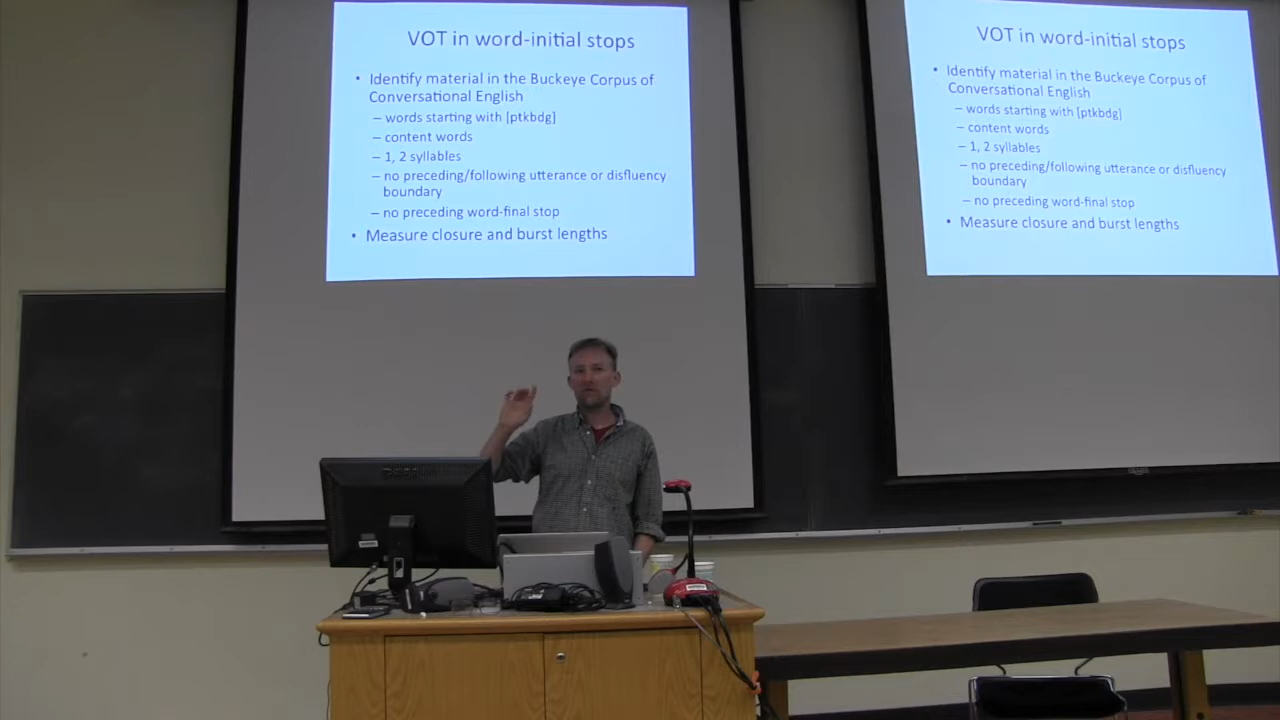 VOT in word-initial stops
• Identify material in the Buckeye Corpus of
Conversational English
– words starting with [ptkbdg]
– content words
– 1, 2 syllables
– no preceding/following utterance or disfluency
boundary
– no preceding word-final stop
• Measure closure and burst lengths
VOT in word-initial stops
• Identify material in the Buckeye Corpus of
Conversational English
– words starting with [ptkbdg]
– content words
– 1, 2 syllables
– no preceding/following utterance or disfluency
boundary
– no preceding word-final stop
• Measure closure and burst lengths